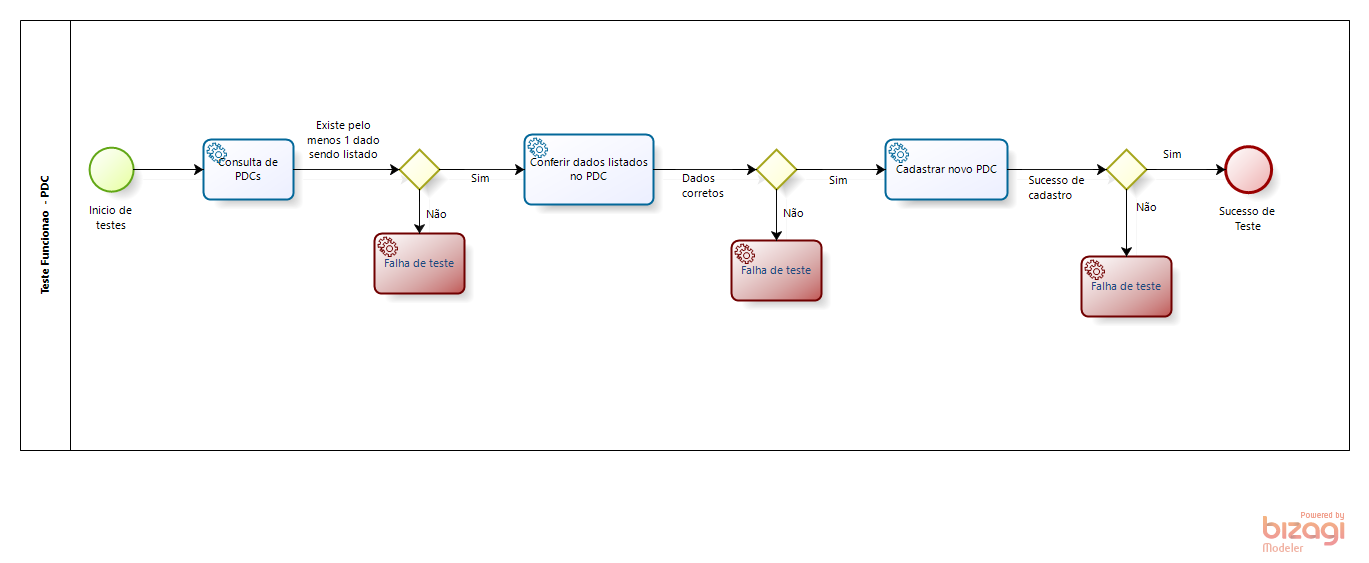 Teste Funcionao - PDC
Inicio de
testes
Consulta de
PDCs
Existe pelo
menos 1 dado
sendo listado
Sim
Não
Falha de teste
Conferir dados listados
no PDC
Dados
corretos
Sim
Não
Falha de teste
Cadastrar novo PDC
Sucesso de
cadastro
Sim
Não
Falha de teste
Sucesso de
Teste
Powered by
bizagi
Modeler